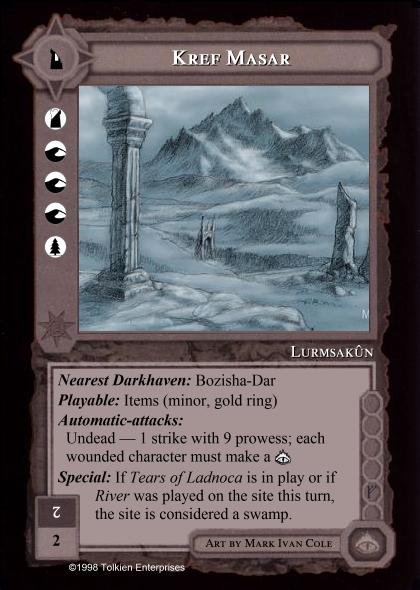 Kref Masar
M
Lurmsakûn
Nearest Darkhaven: Bozisha-Dar
Playable: Items (minor, gold ring)
Automatic-attacks:
Undead — 1 strike with 9 prowess; each
wounded character must make a
Special: If Tears of Ladnoca is in play or if
River was played on the site this turn,
the site is considered a swamp.
2
2
Art by Mark Ivan Cole
©1998 Tolkien Enterprises